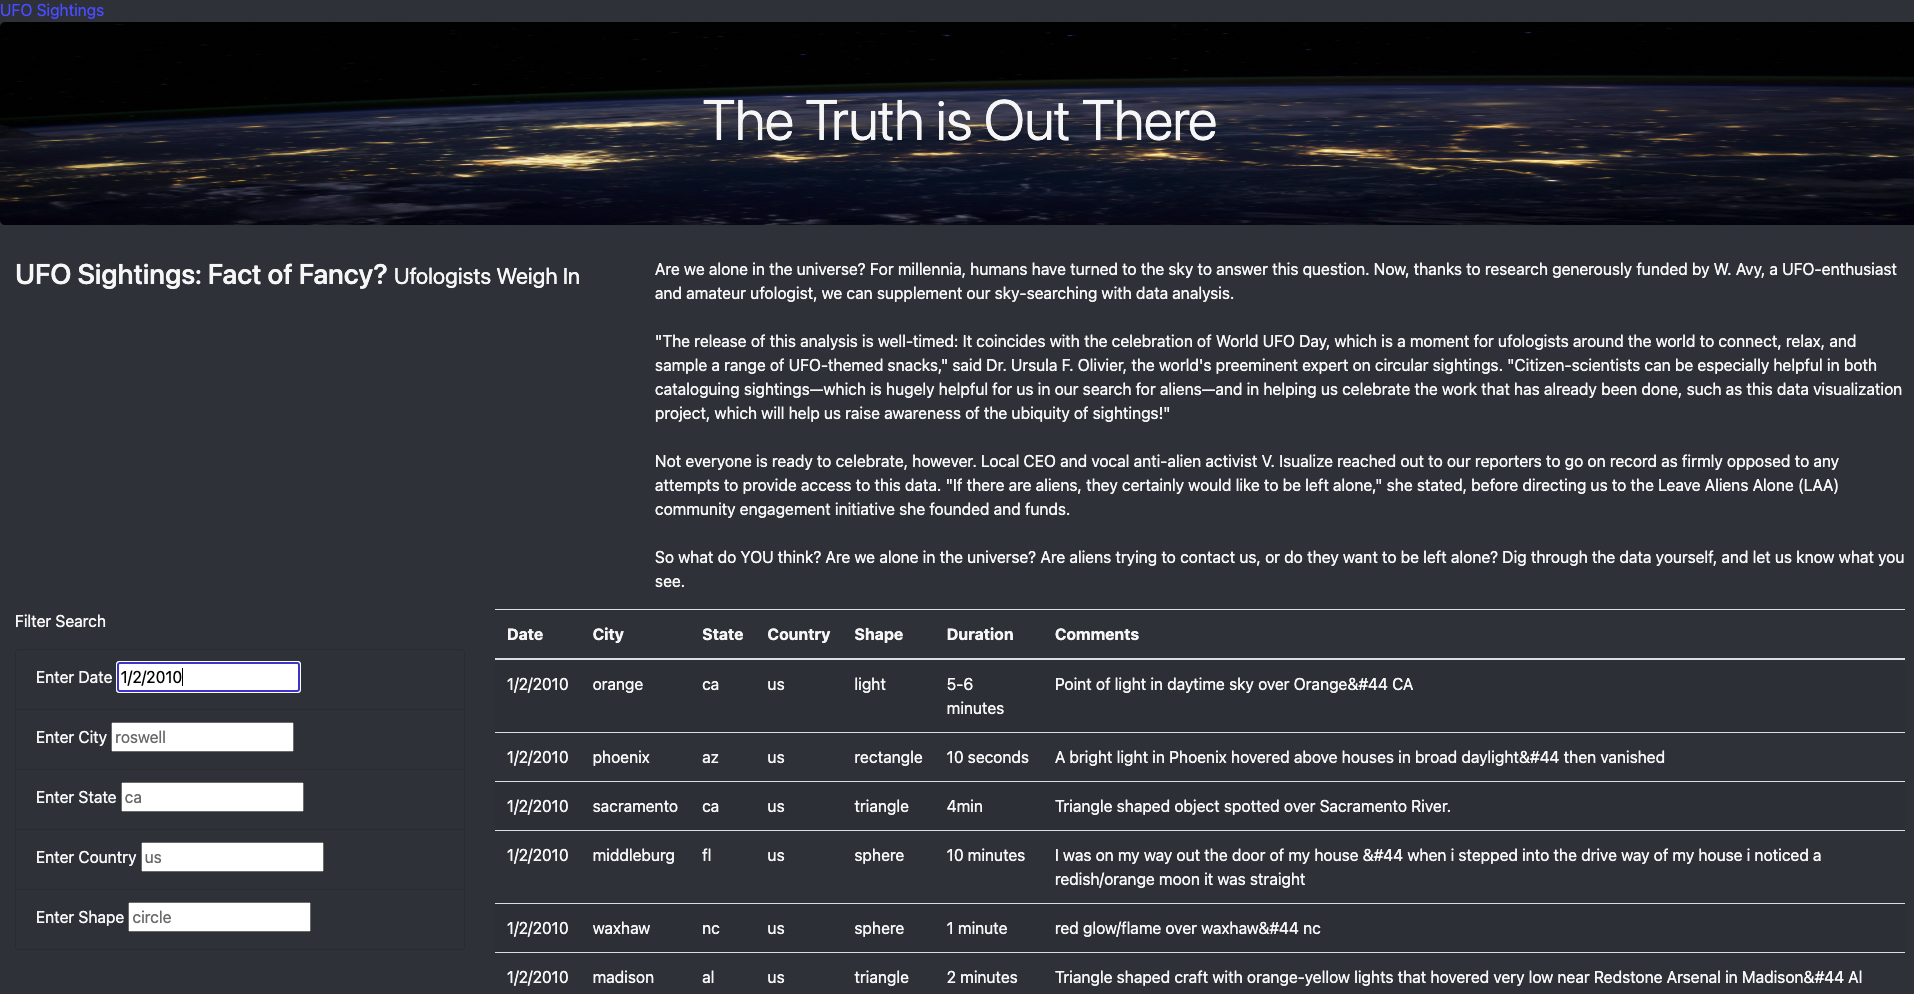 UFO Sightings
The Truth is Out There
UFO Sightings: Fact of Fancy? Ufologists Weigh In
Are we alone in the universe? For millennia, humans have turned to the sky to answer this question. Now, thanks to research generously funded by W. Avy, a UFO-enthusiast
and amateur ufologist, we can supplement our sky-searching with data analysis.
"The release of this analysis is well-timed: It coincides with the celebration of World UFO Day, which is a moment for ufologists around the world to connect, relax, and
sample a range of UFO-themed snacks," said Dr. Ursula F. Olivier, the world's preeminent expert on circular sightings. "Citizen-scientists can be especially helpful in both
cataloguing sightings—which is hugely helpful for us in our search for aliens—and in helping us celebrate the work that has already been done, such as this data visualization
project, which will help us raise awareness of the ubiquity of sightings!"
Not everyone is ready to celebrate, however. Local CEO and vocal anti-alien activist V. Isualize reached out to our reporters to go on record as firmly opposed to any
attempts to provide access to this data. "If there are aliens, they certainly would like to be left alone," she stated, before directing us to the Leave Aliens Alone (LAA)
community engagement initiative she founded and funds.
So what do YOU think? Are we alone in the universe? Are aliens trying to contact us, or do they want to be left alone? Dig through the data yourself, and let us know what you
see.
Filter Search
Enter Date 1/2/2010
Enter City roswell
Enter State ca
Enter Country us
Enter Shape circle
Date City State Country Shape Duration Comments
1/2/2010 orange ca us light 5-6 Point of light in daytime sky over Orange&#44 CA
minutes
1/2/2010 phoenix az us rectangle 10 seconds A bright light in Phoenix hovered above houses in broad daylight&#44 then vanished
1/2/2010 sacramento ca us triangle 4min Triangle shaped object spotted over Sacramento River.
1/2/2010 middleburg fl us sphere 10 minutes I was on my way out the door of my house &#44 when i stepped into the drive way of my house i noticed a
redish/orange moon it was straight
1/2/2010 waxhaw nc us sphere 1 minute red glow/flame over waxhaw&#44 nc
1/2/2010 madison al us triangle 2 minutes Triangle shaped craft with orange-yellow lights that hovered very low near Redstone Arsenal in Madison&#44 Al